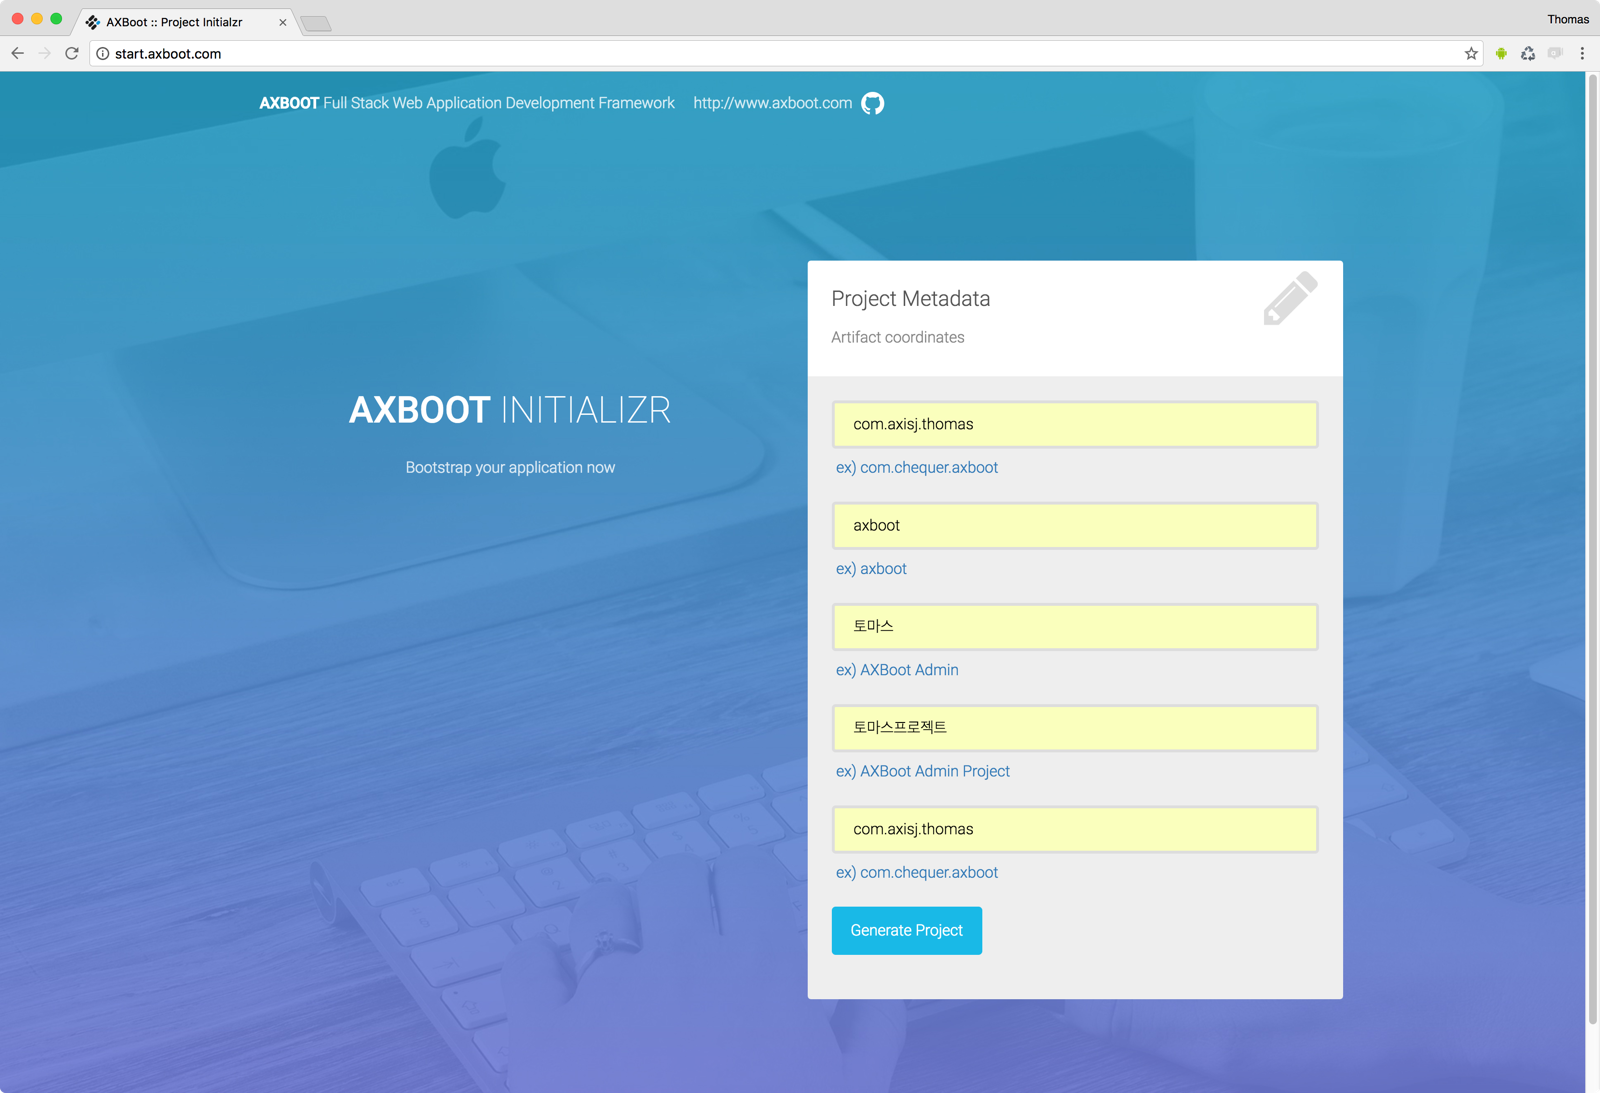 AXBoot :: Project Initialzr
Thomas
start.axboot.com
AXBOOT Full Stack Web Application Development Framework http://www.axboot.com
AXBOOT INITIALIZR
Bootstrap your application now
Project Metadata
Artifact coordinates
com.axisj.thomas
ex) com.chequer.axboot
axboot
ex) axboot
토마스
ex) AXBoot Admin
토마스프로젝트
ex) AXBoot Admin Project
com.axisj.thomas
ex) com.chequer.axboot
Generate Project